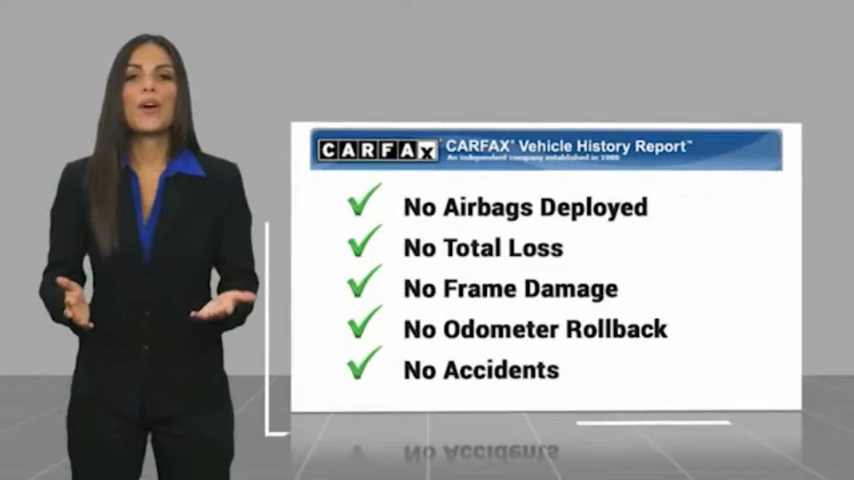 CARFAX
CARFAX® Vehicle History Report™
An independent company established in 1986
No Airbags Deployed
No Total Loss
No Frame Damage
No Odometer Rollback
No Accidents
No Accidents